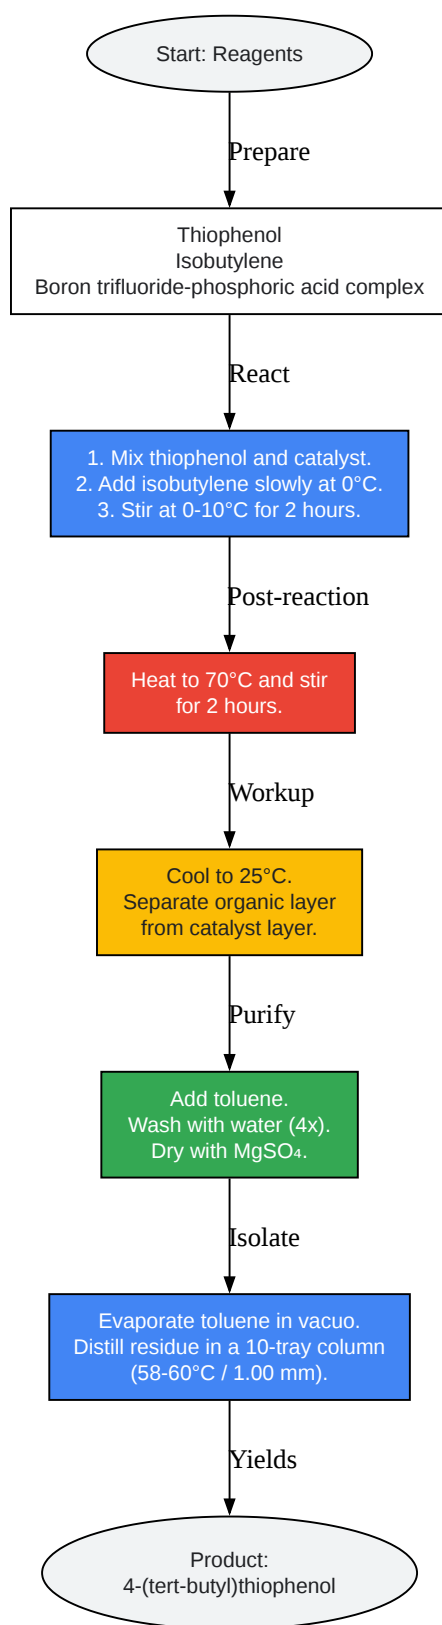 Start: Reagents
Prepare
Thiophenol
Isobutylene
Boron trifluoride-phosphoric acid complex
React
1. Mix thiophenol and catalyst.
2. Add isobutylene slowly at 0°C.
3. Stir at 0-10°C for 2 hours.
Post-reaction
Heat to 70°C and stir
for 2 hours.
Workup
Cool to 25°C.
Separate organic layer
from catalyst layer.
Purify
Add toluene.
Wash with water (4x).
Dry with MgSO₄.
Isolate
Evaporate toluene in vacuo.
Distill residue in a 10-tray column
(58-60°C / 1.00 mm).
Yields
Product:
4-(tert-butyl)thiophenol